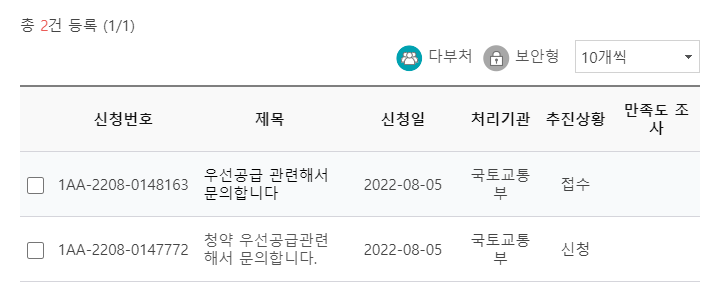 총 2건 등록 (1/1)
다부처 보안형 10개씩
신청번호 제목 신청일 처리기관 추진상황 만족도 조
사
1AA-2208-0148163 우선공급 관련해서 2022-08-05 국토교통 접수
문의합니다 부
1AA-2208-0147772 청약 우선공급관련 2022-08-05 국토교통 신청
해서 문의합니다. 부